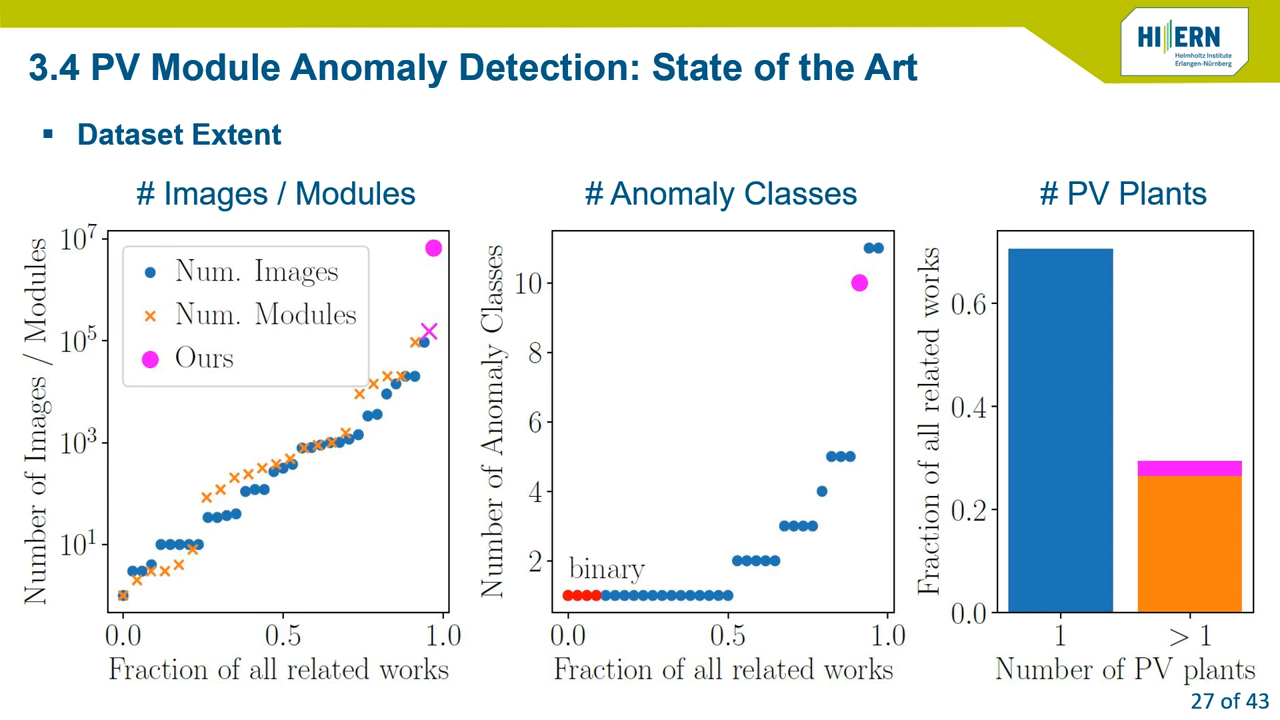 HI ERN
Helmholtz Institute
Erlangen-Nürnberg
3.4 PV Module Anomaly Detection: State of the Art
▪ Dataset Extent
# Images / Modules
Number of Images / Modules
10^7
10^5
10^3
10^1
Num. Images
Num. Modules
Ours
0.0 0.5 1.0
Fraction of all related works
# Anomaly Classes
Number of Anomaly Classes
10
8
6
4
2
binary
0.0 0.5 1.0
Fraction of all related works
# PV Plants
Fraction of all related works
0.6
0.4
0.2
0.0
1 > 1
Number of PV plants
27 of 43